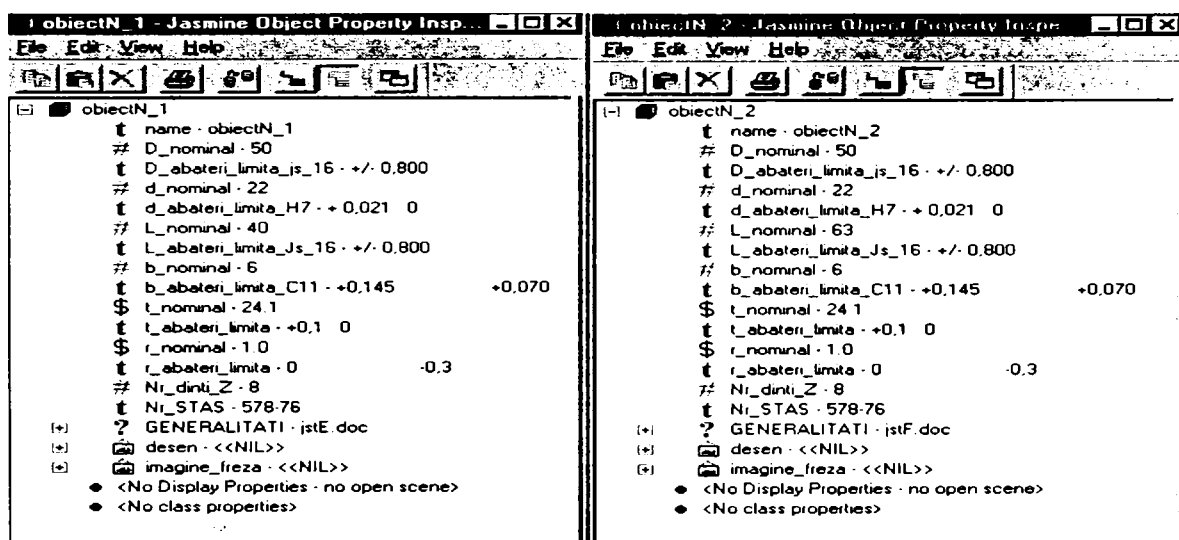 obiectN_1 - Jasmine Object Property Insp...
File Edit View Help
obiectN_1
t name - obiectN_1
# D_nominal - 50
t D_abateri_limita_js_16 - +/- 0,800
# d_nominal - 22
t d_abateri_limita_H7 - + 0,021 0
# L_nominal - 40
t L_abateri_limita_Js_16 - +/- 0,800
# b_nominal - 6
t b_abateri_limita_C11 - +0,145 +0,070
$ t_nominal - 24.1
t t_abateri_limita - +0,1 0
$ r_nominal - 1.0
t r_abateri_limita - 0 -0,3
# Nr_dinti_Z - 8
t Nr_STAS - 578-76
? GENERALITATI - jstE.doc
desen - <<NIL>>
imagine_freza - <<NIL>>
<No Display Properties - no open scene>
<No class properties>
obiectN_2 - Jasmine Object Property Inspe
File Edit View Help
obiectN_2
t name - obiectN_2
# D_nominal - 50
t D_abateri_limita_js_16 - +/- 0,800
# d_nominal - 22
t d_abateri_limita_H7 - + 0,021 0
# L_nominal - 63
t L_abateri_limita_Js_16 - +/- 0,800
# b_nominal - 6
t b_abateri_limita_C11 - +0,145 +0,070
$ t_nominal - 24.1
t t_abateri_limita - +0,1 0
$ r_nominal - 1.0
t r_abateri_limita - 0 -0,3
# Nr_dinti_Z - 8
t Nr_STAS - 578-76
? GENERALITATI - jstF.doc
desen - <<NIL>>
imagine_freza - <<NIL>>
<No Display Properties - no open scene>
<No class properties>